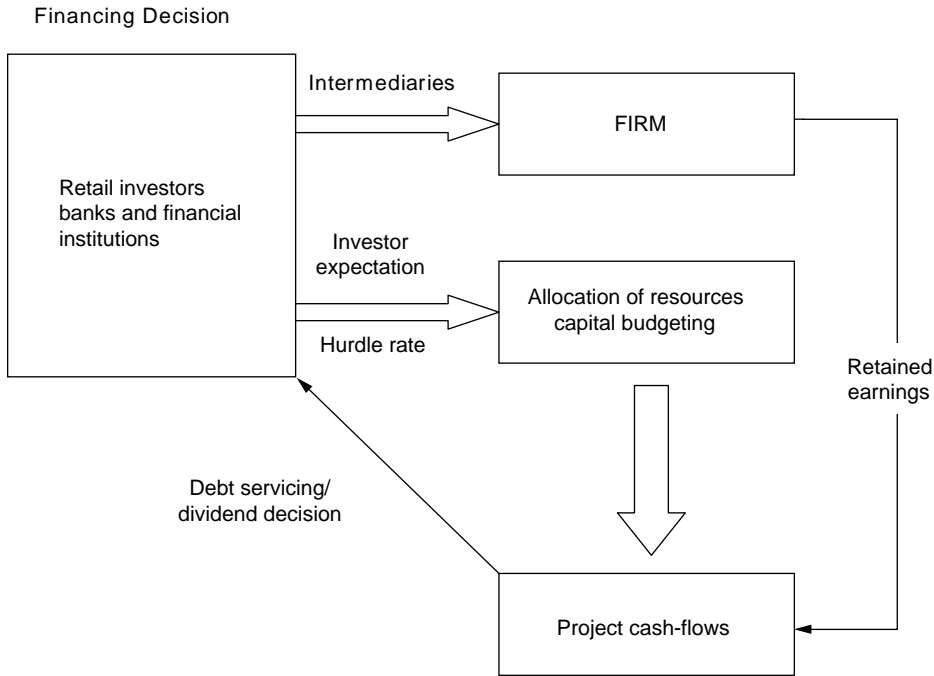 Financing Decision
Intermediaries
FIRM
Retail investors
banks and financial
institutions
Investor
expectation
Hurdle rate
Allocation of resources
capital budgeting
Retained
earnings
Debt servicing/
dividend decision
Project cash-flows